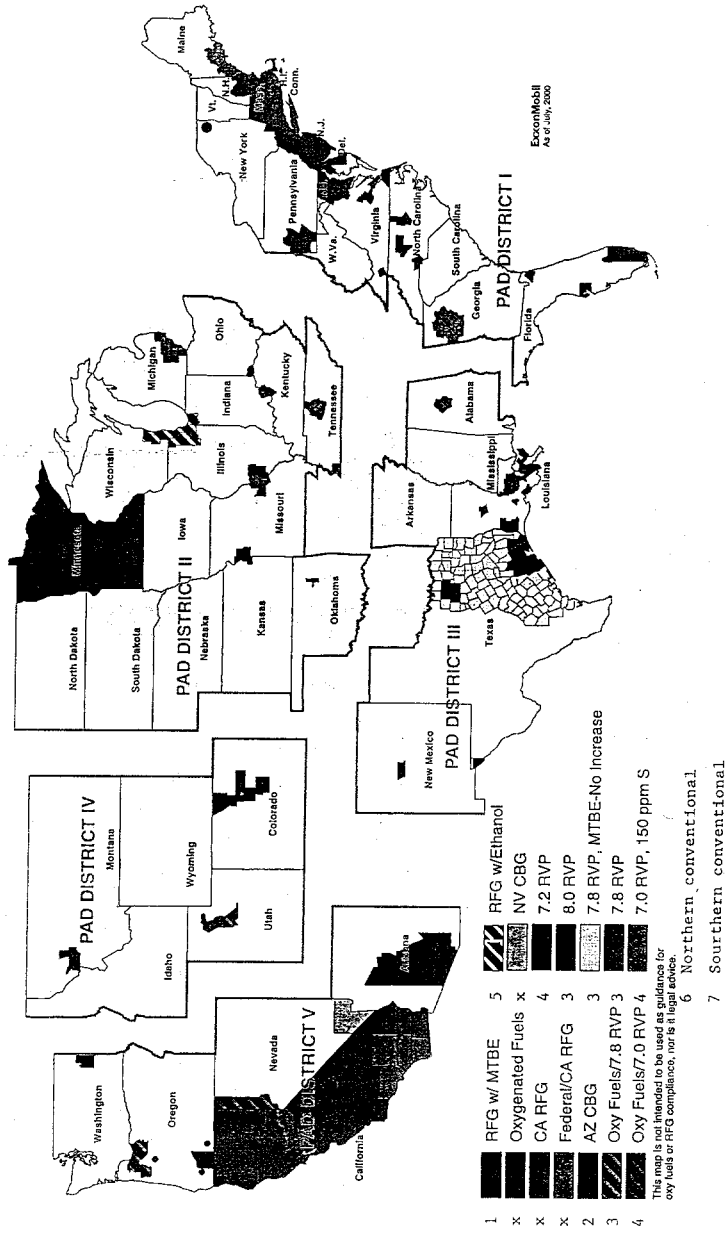 PAD DISTRICT V
Washington
Oregon
Nevada
California
Arizona
PAD DISTRICT IV
Montana
Idaho
Wyoming
Utah
Colorado
PAD DISTRICT II
North Dakota
South Dakota
Nebraska
Kansas
Oklahoma
Minnesota
Iowa
Missouri
Wisconsin
Illinois
Michigan
Indiana
Ohio
Kentucky
Tennessee
PAD DISTRICT III
New Mexico
Texas
Arkansas
Louisiana
Mississippi
Alabama
PAD DISTRICT I
Maine
Vt.
N.H.
Mass.
R.I.
Conn.
New York
Pennsylvania
N.J.
Del.
W.Va.
Virginia
North Carolina
South Carolina
Georgia
Florida
ExxonMobil
As of July, 2000
1 RFG w/ MTBE
x Oxygenated Fuels
x CA RFG
x Federal/CA RFG
2 AZ CBG
3 Oxy Fuels/7.8 RVP
4 Oxy Fuels/7.0 RVP
5 RFG w/Ethanol
x NV CBG
4 7.2 RVP
3 8.0 RVP
3 7.8 RVP, MTBE-No Increase
3 7.8 RVP
4 7.0 RVP, 150 ppm S
This map is not intended to be used as guidance for
oxy fuels or RFG compliance, nor is it legal advice.
6 Northern conventional
7 Sourthern conventional